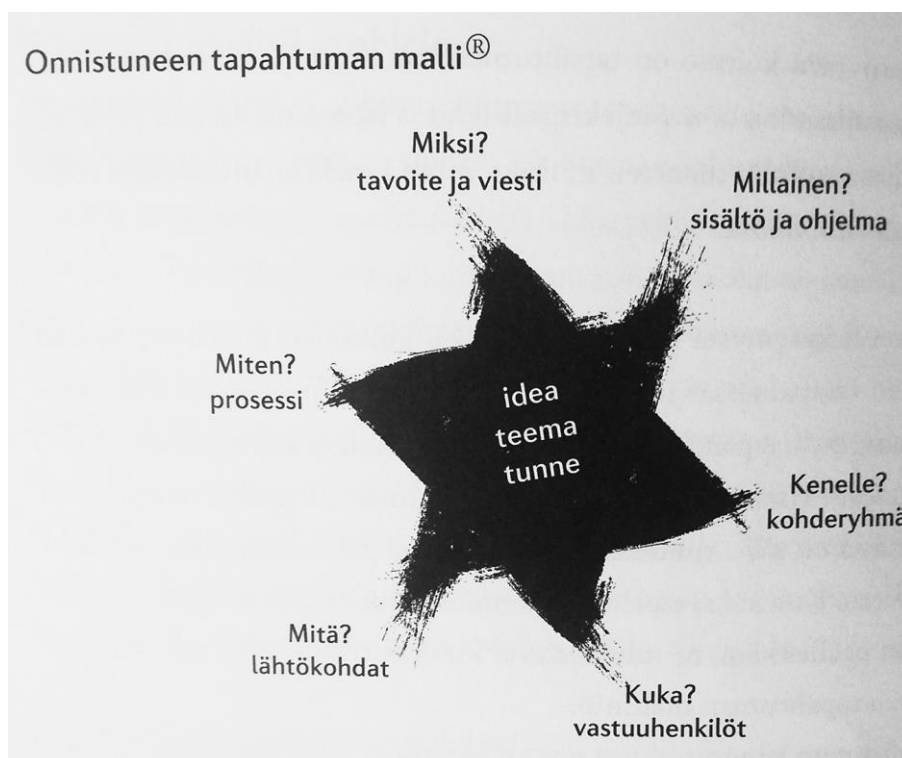 Onnistuneen tapahtuman malli®
Miksi?
tavoite ja viesti
Millainen?
sisältö ja ohjelma
Miten?
prosessi
idea
teema
tunne
Kenelle?
kohderyhmä
Mitä?
lähtökohdat
Kuka?
vastuuhenkilöt